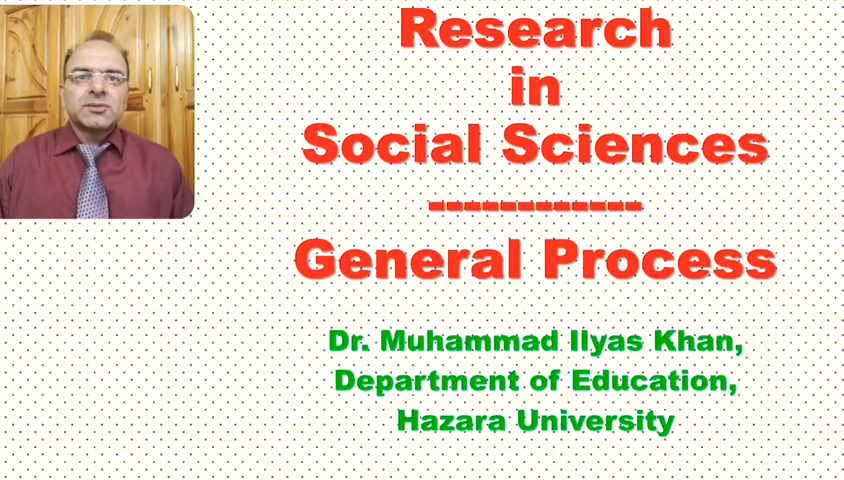 Research
in
Social Sciences
------------
General Process
Dr. Muhammad Ilyas Khan,
Department of Education,
Hazara University